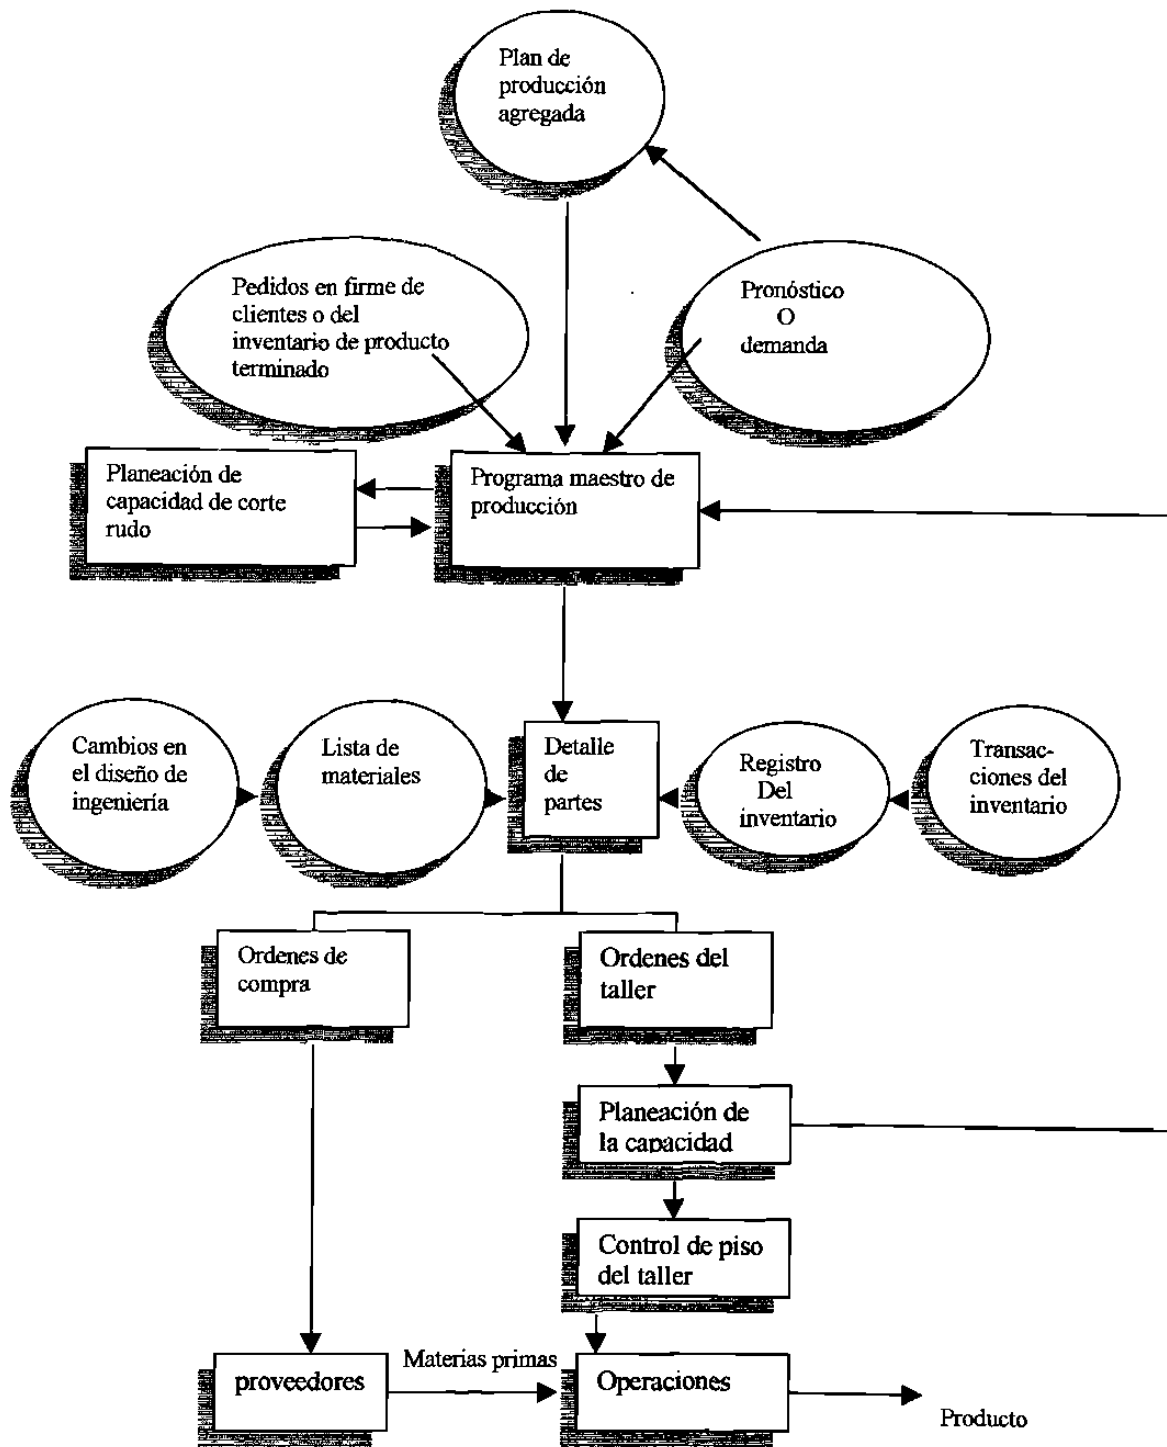 Plan de
producción
agregada
Pedidos en firme de
clientes o del
inventario de producto
terminado
Pronóstico
O
demanda
Planeación de
capacidad de corte
rudo
Programa maestro de
producción
Cambios en
el diseño de
ingeniería
Lista de
materiales
Detalle
de
partes
Registro
Del
inventario
Transac-
ciones del
inventario
Ordenes de
compra
Ordenes del
taller
Planeación de
la capacidad
Control de piso
del taller
proveedores
Materias primas
Operaciones
Producto